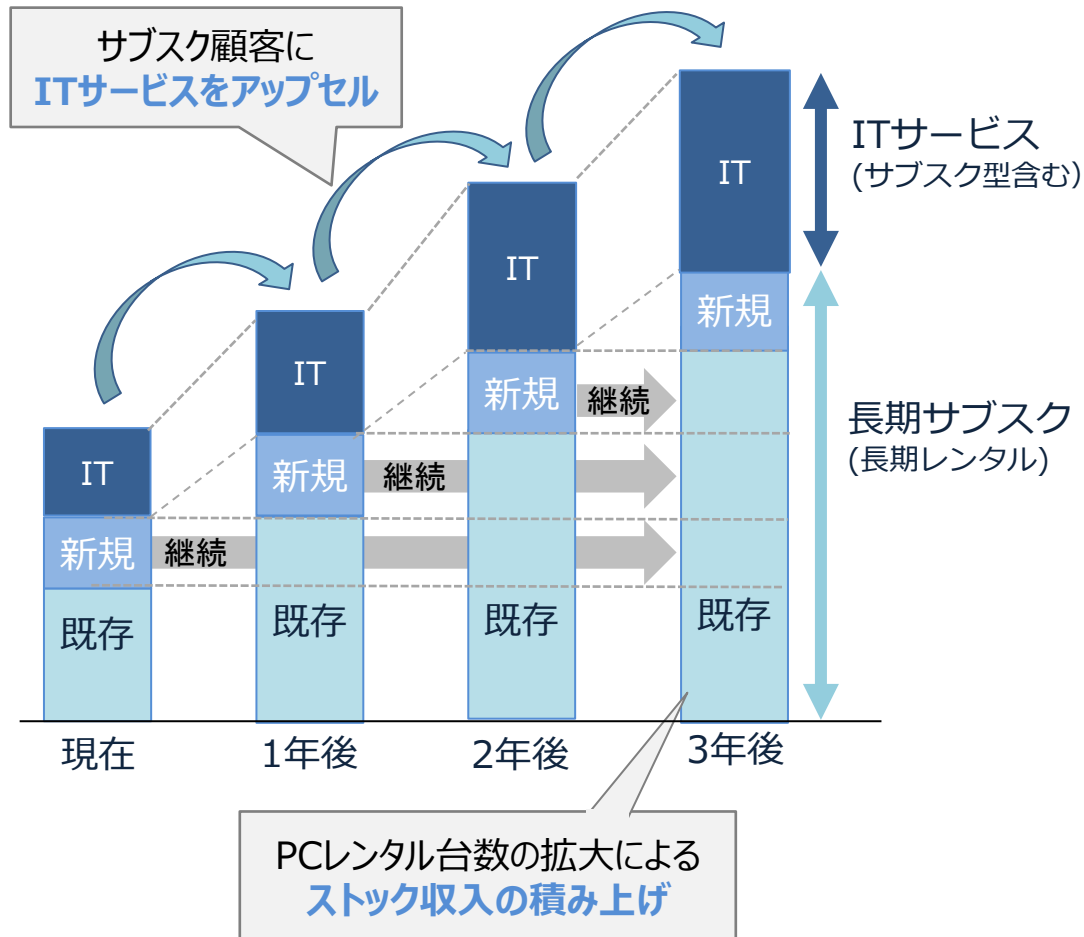 サブスク顧客に
ITサービスをアップセル
IT
ITサービス
(サブスク型含む)
IT
新規
IT
新規
継続
長期サブスク
(長期レンタル)
IT
新規
継続
新規
継続
既存
既存
既存
既存
現在
1年後
2年後
3年後
PCレンタル台数の拡大による
ストック収入の積み上げ